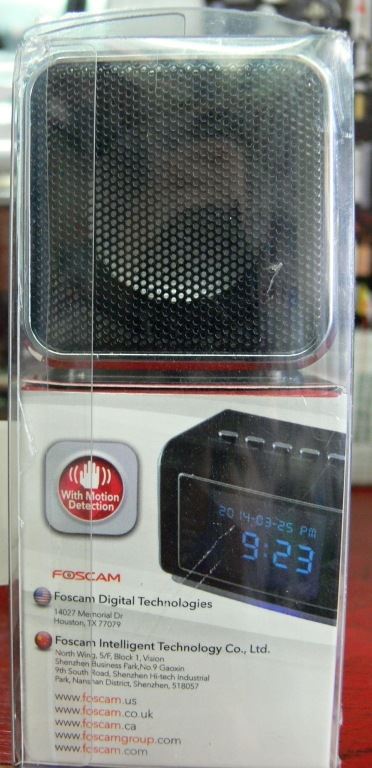 With Motion
Detection
2014-03-25 PM
9:23
FOSCAM
Foscam Digital Technologies
14027 Memorial Dr
Houston, TX 77079
Foscam Intelligent Technology Co., Ltd.
North Wing, 5/F, Block 1, Vision
Shenzhen Business Park,No.9 Gaoxin
9th South Road, Shenzhen Hi-tech Industrial
Park, Nanshan District, Shenzhen, 518057
www.foscam.us
www.foscam.co.uk
www.foscam.ca
www.foscamgroup.com
www.foscam.com